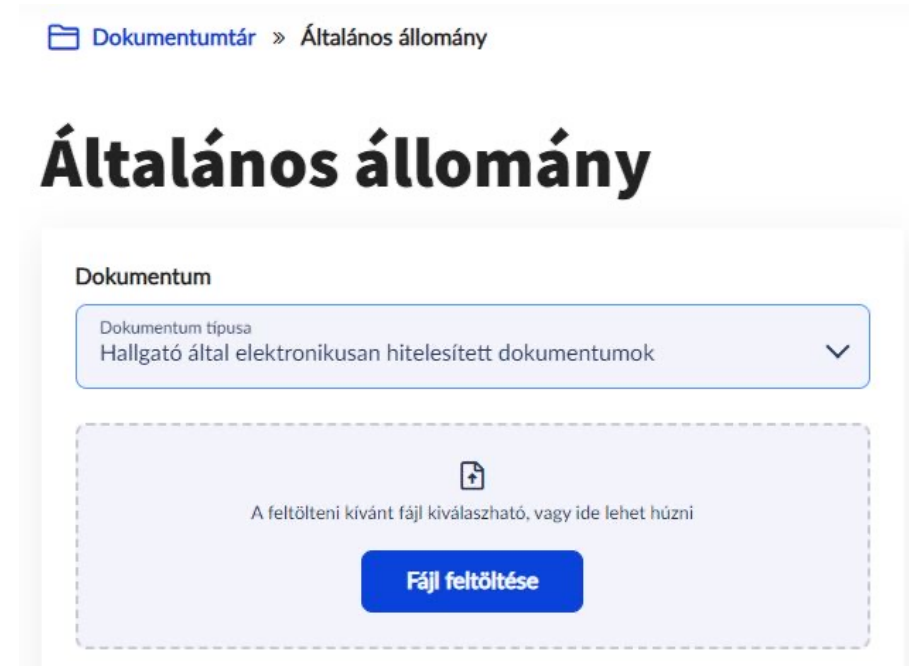 Dokumentumtár » Általános állomány
Általános állomány
Dokumentum
Dokumentum típusa
Hallgató által elektronikusan hitelesített dokumentumok
A feltölteni kívánt fájl kiválaszható, vagy ide lehet húzni
Fájl feltöltése